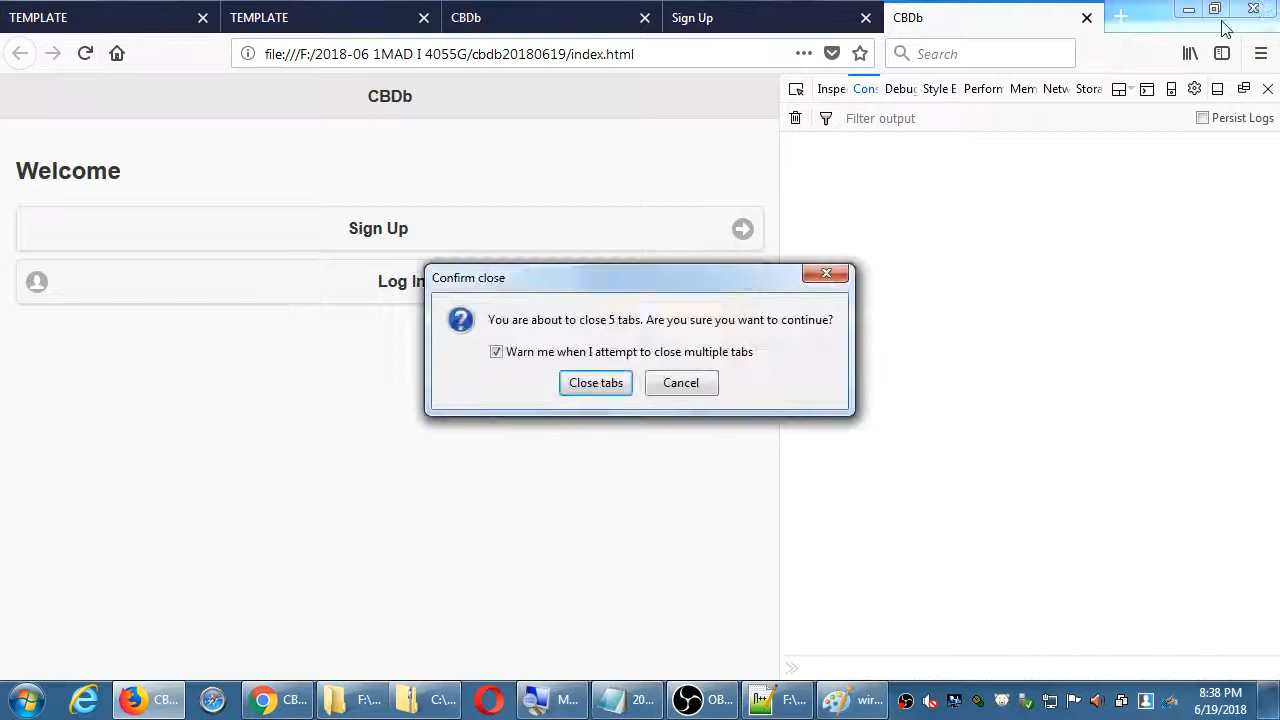 TEMPLATE
TEMPLATE
CBDb
Sign Up
CBDb
file:///F:/2018-06 1MAD I 4055G/cbdb20180619/index.html
Search
CBDb
Inspe
Cons
Debug
Style E
Perform
Mem
Netw
Stora
Filter output
Persist Logs
Welcome
Sign Up
Log In
Confirm close
You are about to close 5 tabs. Are you sure you want to continue?
Warn me when I attempt to close multiple tabs
Close tabs
Cancel
CB...
CB...
F:\...
C:\...
M...
20...
OB...
F:\...
wir...
8:38 PM
6/19/2018